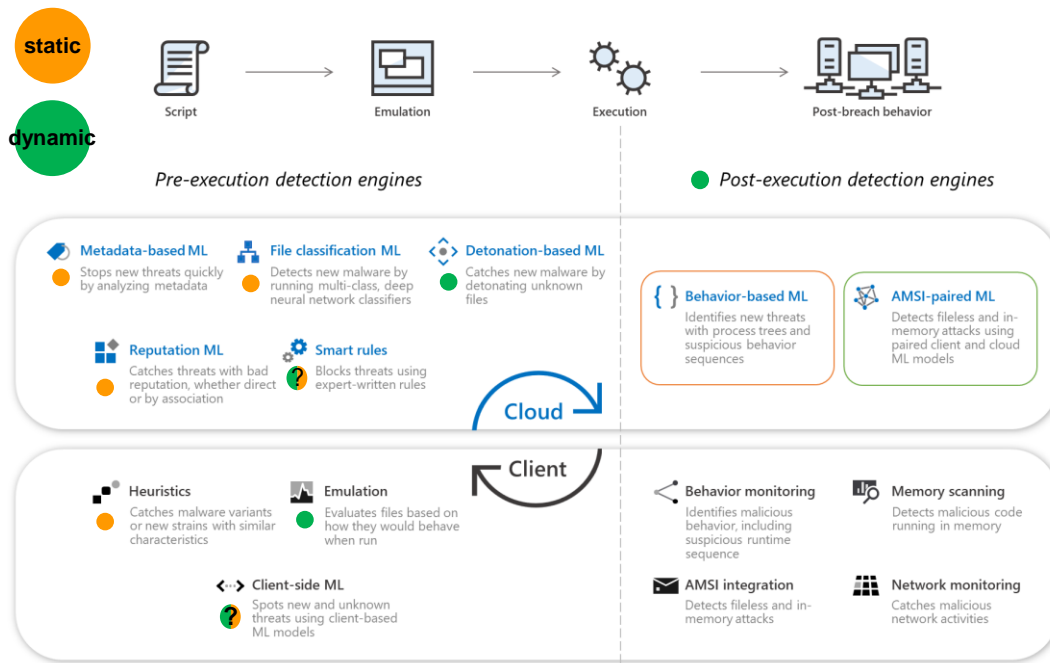 static
dynamic
Script
Emulation
Execution
Post-breach behavior
Pre-execution detection engines
Post-execution detection engines
Metadata-based ML
Stops new threats quickly
by analyzing metadata
File classification ML
Detects new malware by
running multi-class, deep
neural network classifiers
Detonation-based ML
Catches new malware by
detonating unknown
files
Reputation ML
Catches threats with bad
reputation, whether direct
or by association
Smart rules
Blocks threats using
expert-written rules
?
Behavior-based ML
Identifies new threats
with process trees and
suspicious behavior
sequences
AMSI-paired ML
Detects fileless and in-
memory attacks using
paired client and cloud
ML models
Cloud
Client
Heuristics
Catches malware variants
or new strains with similar
characteristics
Emulation
Evaluates files based on
how they would behave
when run
Client-side ML
Spots new and unknown
threats using client-based
ML models
?
Behavior monitoring
Identifies malicious
behavior, including
suspicious runtime
sequence
Memory scanning
Detects malicious code
running in memory
AMSI integration
Detects fileless and in-
memory attacks
Network monitoring
Catches malicious
network activities